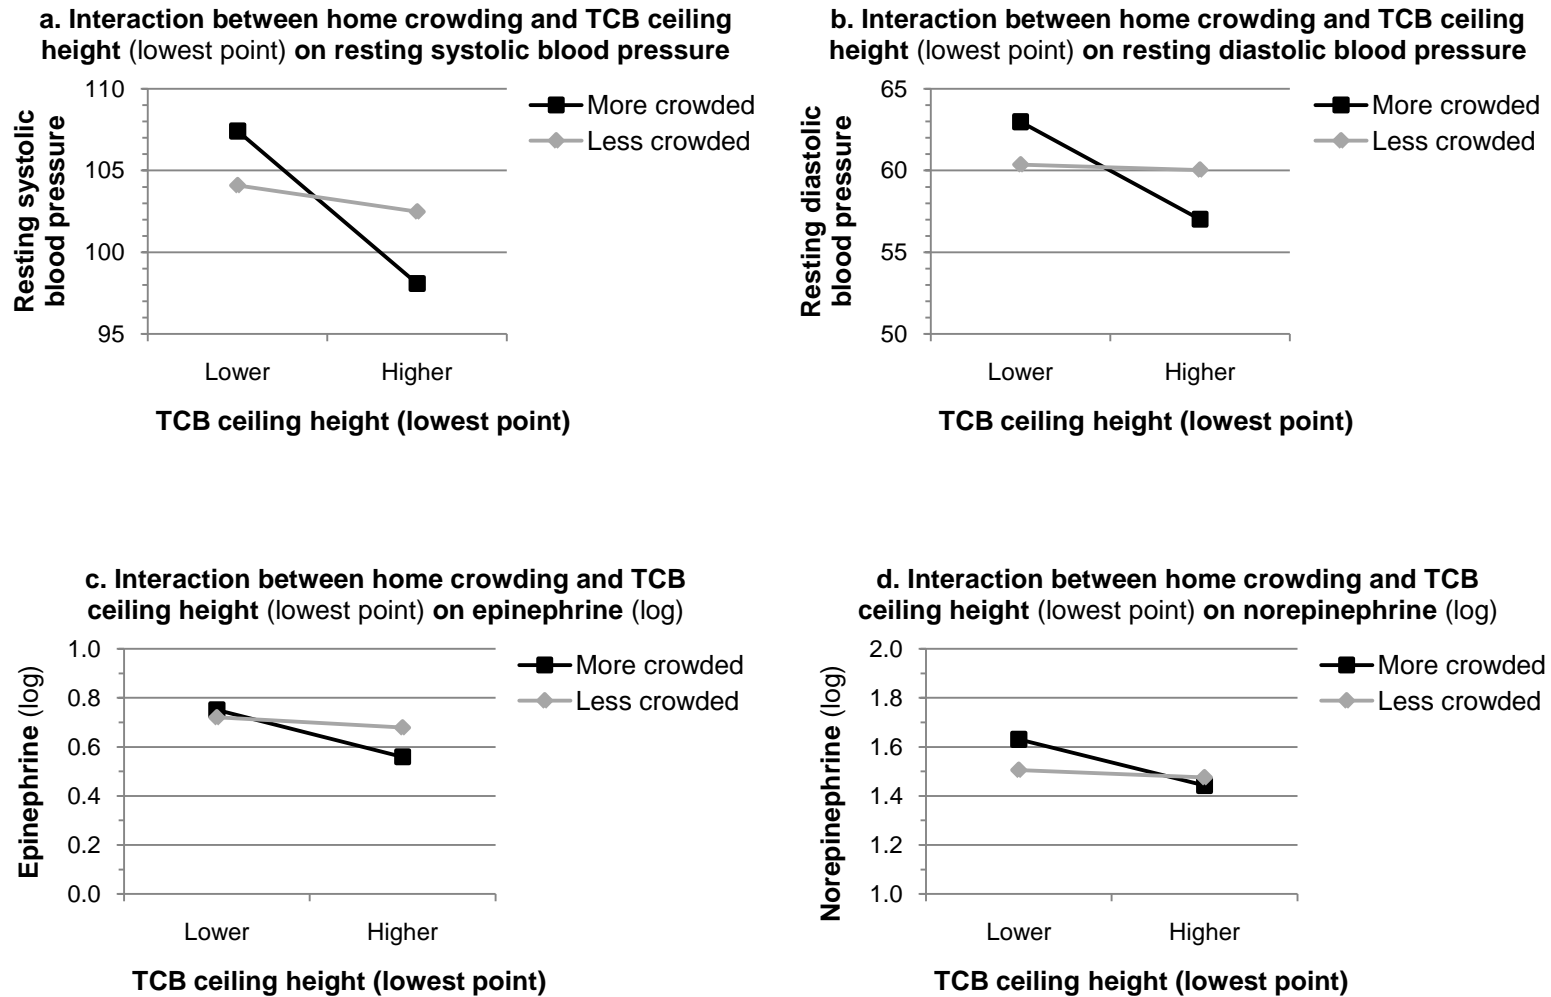 a. Interaction between home crowding and TCB ceiling
height (lowest point) on resting systolic blood pressure
110
105
100
95
Resting systolic
blood pressure
More crowded
Less crowded
Lower
Higher
TCB ceiling height (lowest point)
b. Interaction between home crowding and TCB ceiling
height (lowest point) on resting diastolic blood pressure
65
60
55
50
Resting diastolic
blood pressure
More crowded
Less crowded
Lower
Higher
TCB ceiling height (lowest point)
c. Interaction between home crowding and TCB
ceiling height (lowest point) on epinephrine (log)
1.0
0.8
0.6
0.4
0.2
0.0
Epinephrine (log)
More crowded
Less crowded
Lower
Higher
TCB ceiling height (lowest point)
d. Interaction between home crowding and TCB
ceiling height (lowest point) on norepinephrine (log)
2.0
1.8
1.6
1.4
1.2
1.0
Norepinephrine (log)
More crowded
Less crowded
Lower
Higher
TCB ceiling height (lowest point)